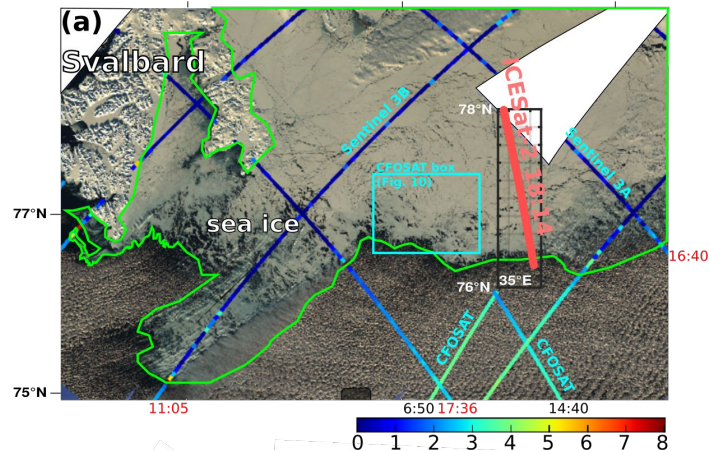 (a)
Svalbard
ICESat-2 18:14
Sentinel 3B
78°N
Sentinel 3A
CFOSAT box
(Fig. 10)
77°N
sea ice
16:40
76°N
35°E
CFOSAT
CFOSAT
75°N
11:05
6:50 17:36
14:40
0 1 2 3 4 5 6 7 8